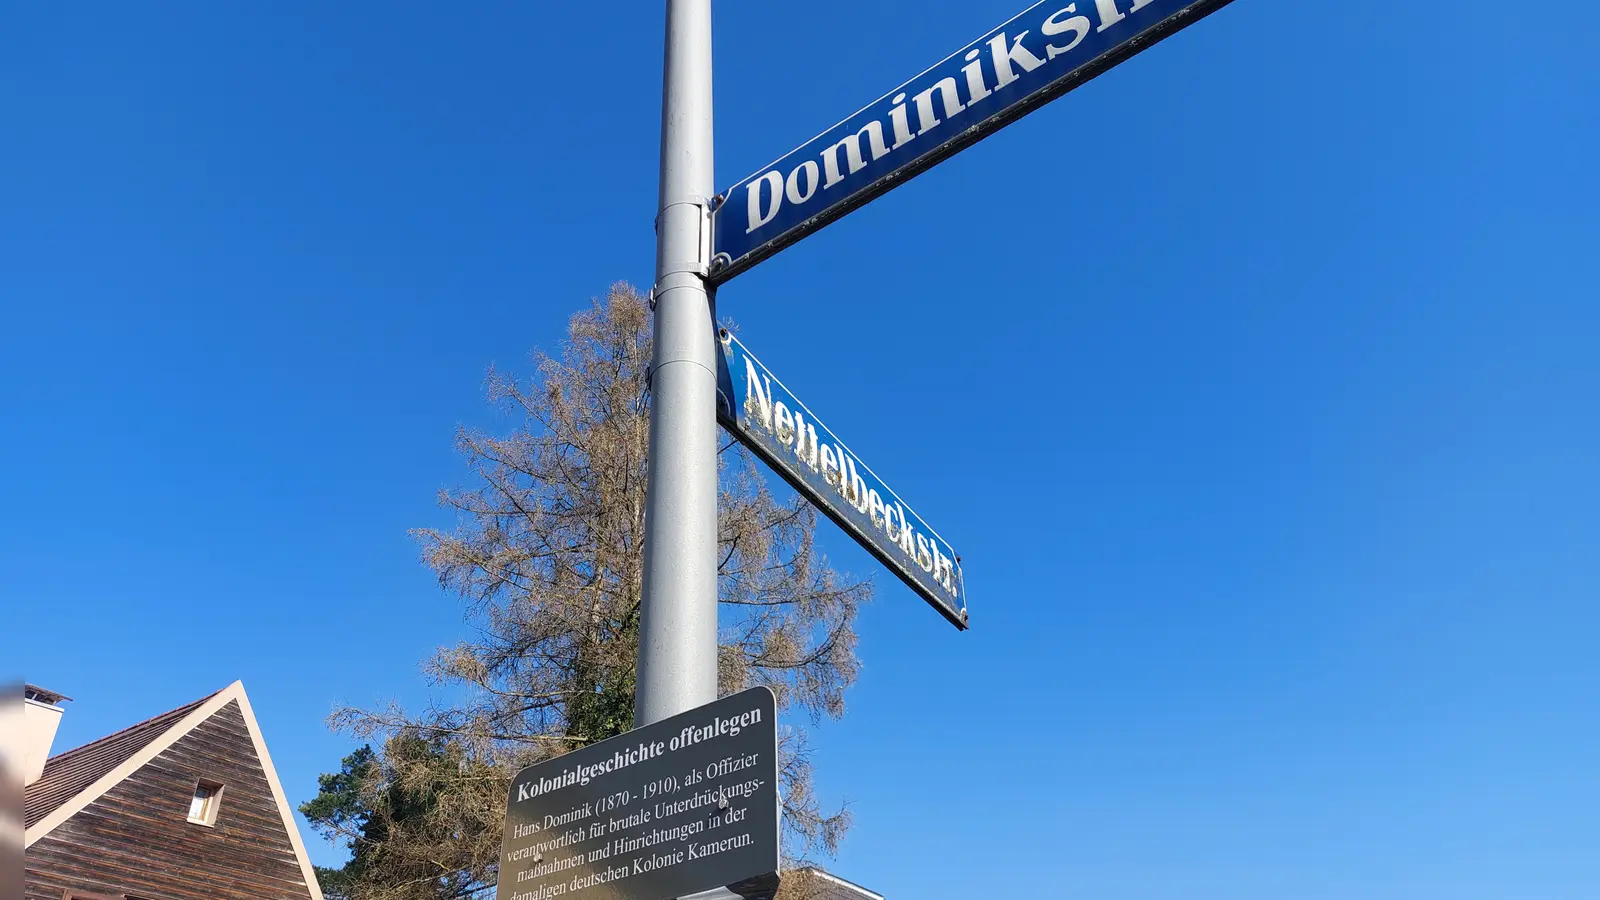 Dominikstr
Nettelbeckstr.
Kolonialgeschichte offenlegen
Hans Dominik (1870 - 1910), als Offizier
verantwortlich für brutale Unterdrückungs-
maßnahmen und Hinrichtungen in der
damaligen deutschen Kolonie Kamerun.